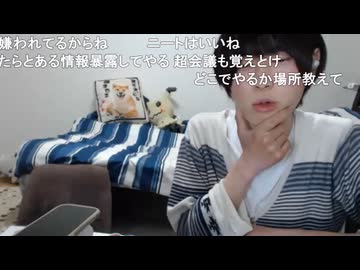 嫌われてるからね
ニートはいいね
たらとある情報暴露してやる 超会議も覚えとけ
どこでやるか場所教えて